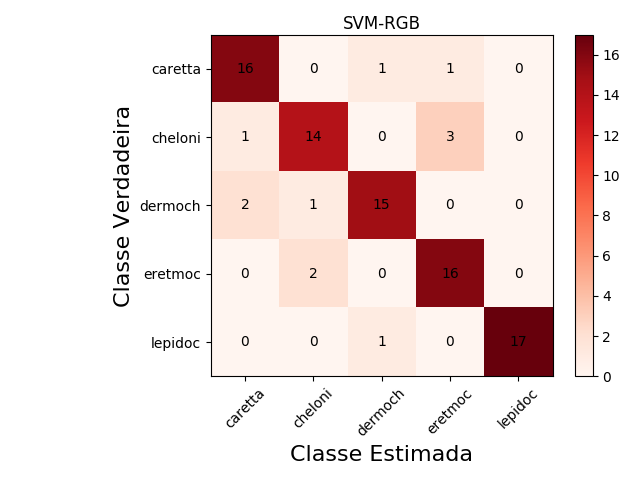 SVM-RGB
Classe Verdadeira
caretta 16 0 1 1 0
cheloni 1 14 0 3 0
dermoch 2 1 15 0 0
eretmoc 0 2 0 16 0
lepidoc 0 0 1 0 17
caretta cheloni dermoch eretmoc lepidoc
Classe Estimada
16
14
12
10
8
6
4
2
0